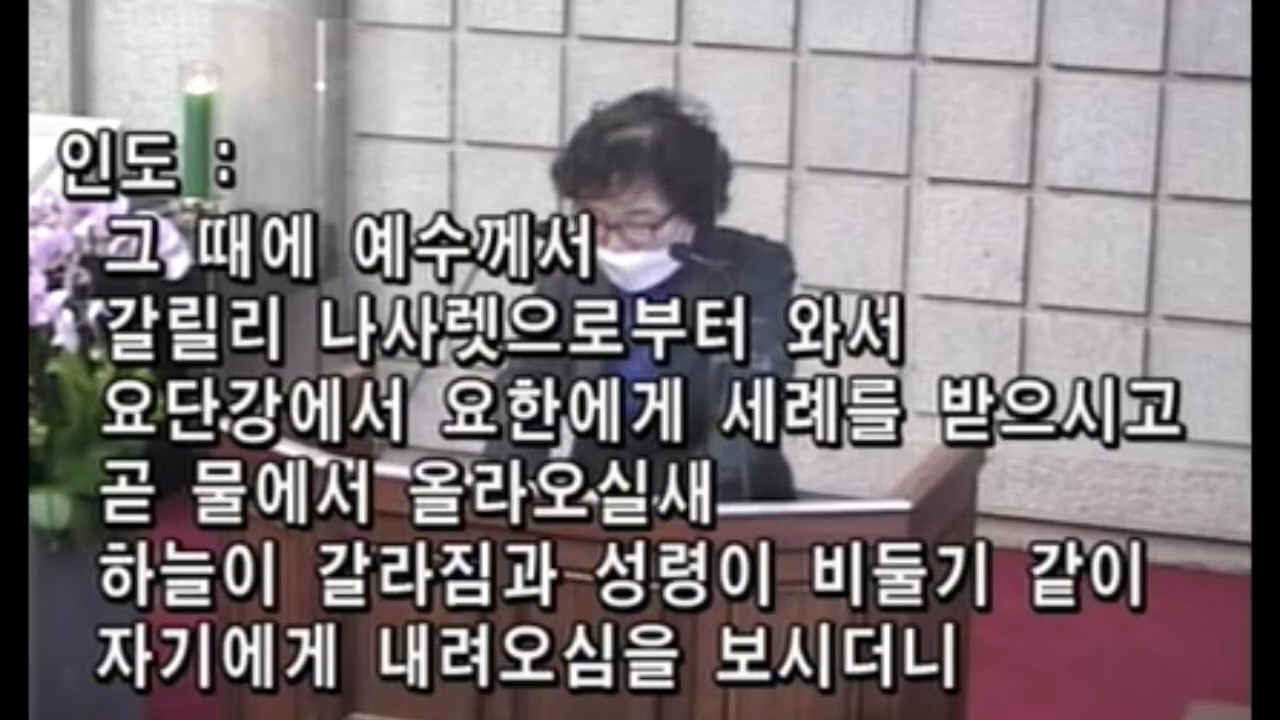 인도 :
그 때에 예수께서
갈릴리 나사렛으로부터 와서
요단강에서 요한에게 세례를 받으시고
곧 물에서 올라오실새
하늘이 갈라짐과 성령이 비둘기 같이
자기에게 내려오심을 보시더니